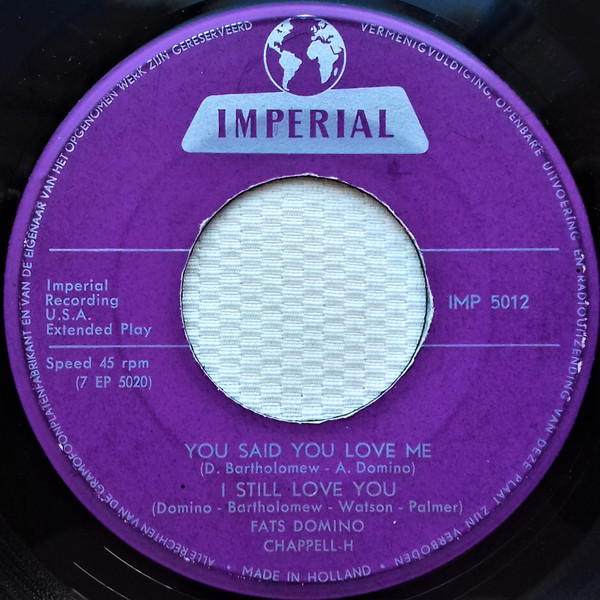 ALLE RECHTEN VAN DE GRAMOFOONPLATENFABRIKANT EN VAN DE EIGENAAR VAN HET OPGENOMEN WERK ZIJN GERESERVEERD
VERMENIGVULDIGING, OPENBARE UITVOERING EN RADIOUITZENDING VAN DEZE PLAAT ZIJN VERBODEN
IMPERIAL
Imperial
Recording
U.S.A.
Extended Play
IMP 5012
Speed 45 rpm
(7 EP 5020)
YOU SAID YOU LOVE ME
(D. Bartholomew - A. Domino)
I STILL LOVE YOU
(Domino - Bartholomew - Watson - Palmer)
FATS DOMINO
CHAPPELL-H
• MADE IN HOLLAND •